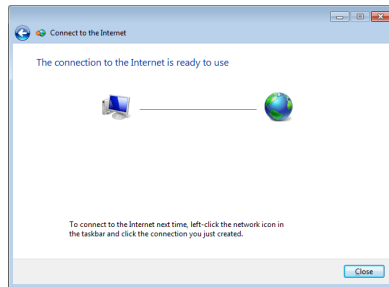 Connect to the Internet
The connection to the Internet is ready to use
To connect to the Internet next time, left-click the network icon in
the taskbar and click the connection you just created.
Close